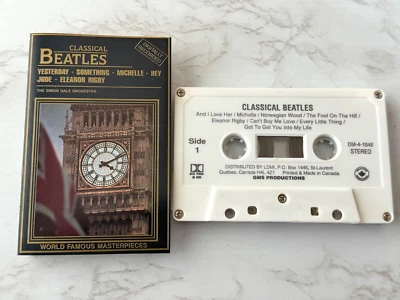 CLASSICAL
BEATLES
DIGITALLY
RECORDED
YESTERDAY - SOMETHING - MICHELLE - HEY
JUDE - ELEANOR RIGBY
THE SIMON GALE ORCHESTRA
WORLD FAMOUS MASTERPIECES
CLASSICAL BEATLES
And I Love Her / Michelle / Norwegian Wood / The Fool On The Hill /
Eleanor Rigby / Can't Buy Me Love / Every Little Thing /
Got To Get You Into My Life
Side
1
DM-4-1048
STEREO
DISTRIBUTED BY LDMI, P.O. Box 1445, St-Laurent
Québec, Canada H4L 4Z1 Printed & Made in Canada
GMS PRODUCTIONS